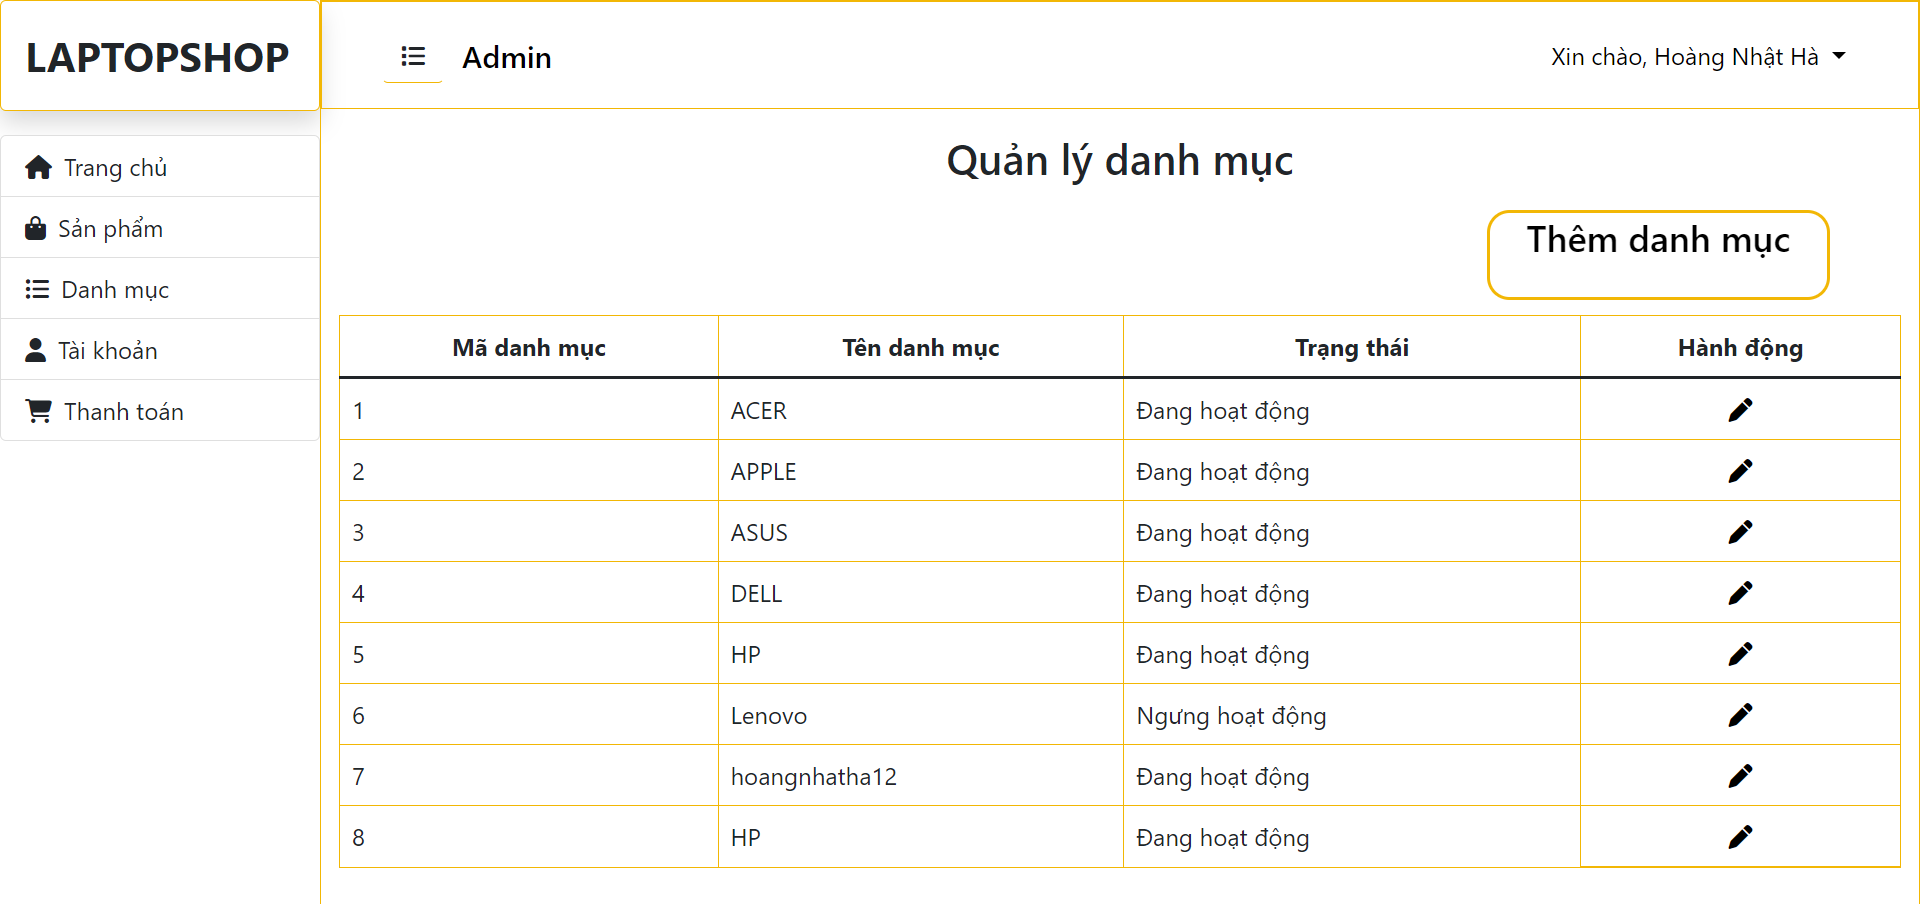 LAPTOPSHOP
Admin
Xin chào, Hoàng Nhật Hà
Trang chủ
Sản phẩm
Danh mục
Tài khoản
Thanh toán
Quản lý danh mục
Thêm danh mục
Mã danh mục Tên danh mục Trạng thái Hành động
1 ACER Đang hoạt động
2 APPLE Đang hoạt động
3 ASUS Đang hoạt động
4 DELL Đang hoạt động
5 HP Đang hoạt động
6 Lenovo Ngưng hoạt động
7 hoangnhatha12 Đang hoạt động
8 HP Đang hoạt động